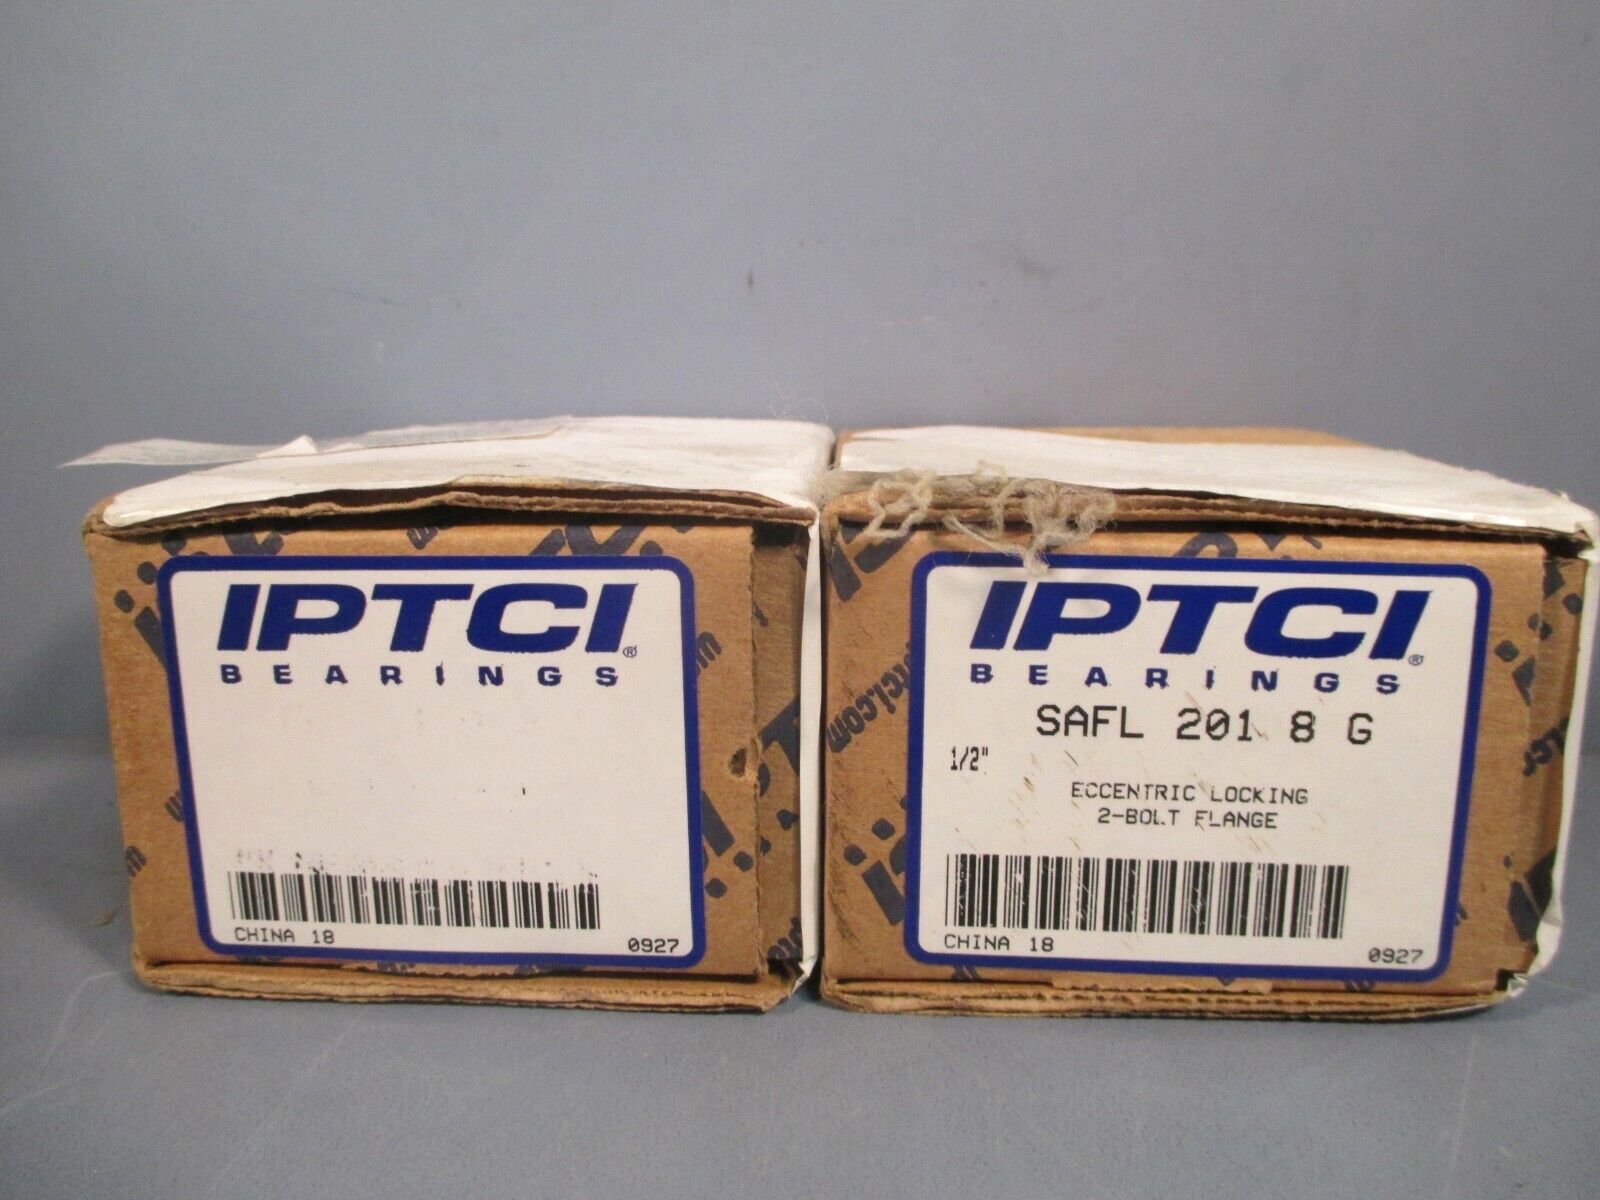 IPTCI®
BEARINGS
CHINA 18
0927
IPTCI®
BEARINGS
SAFL 201 8 G
1/2"
ECCENTRIC LOCKING
2-BOLT FLANGE
CHINA 18
0927